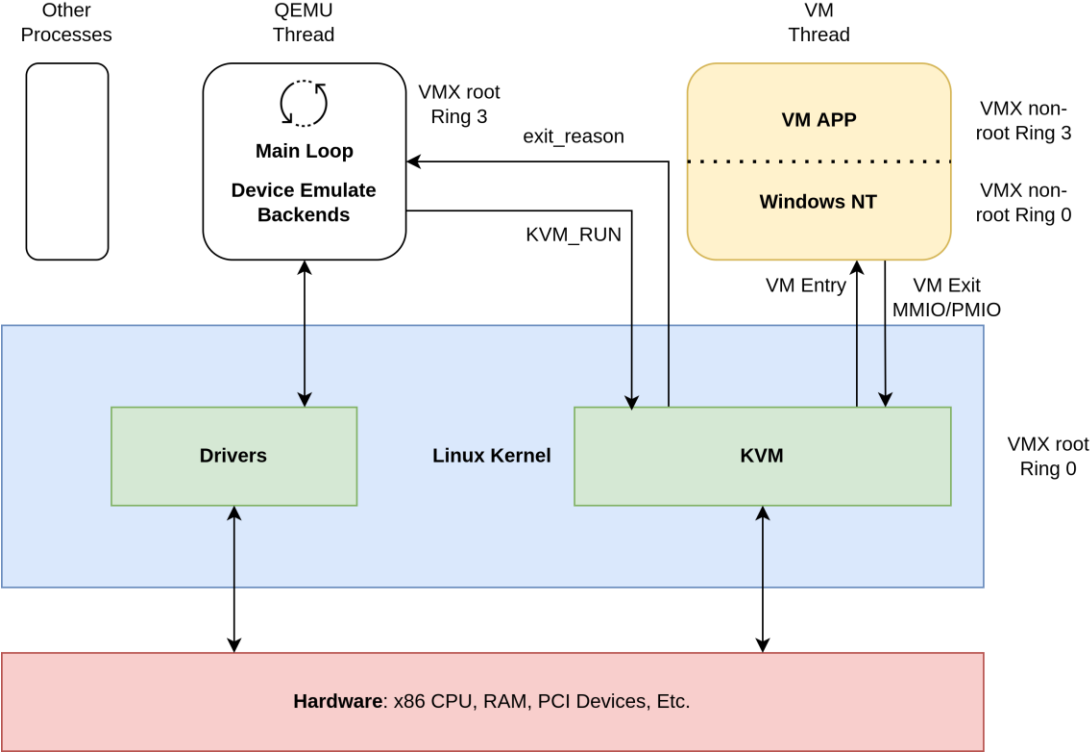 Other
Processes
QEMU
Thread
VM
Thread
VMX root
Ring 3
Main Loop
Device Emulate
Backends
exit_reason
KVM_RUN
VM APP
Windows NT
VMX non-
root Ring 3
VMX non-
root Ring 0
VM Entry
VM Exit
MMIO/PMIO
Drivers
Linux Kernel
KVM
VMX root
Ring 0
Hardware: x86 CPU, RAM, PCI Devices, Etc.